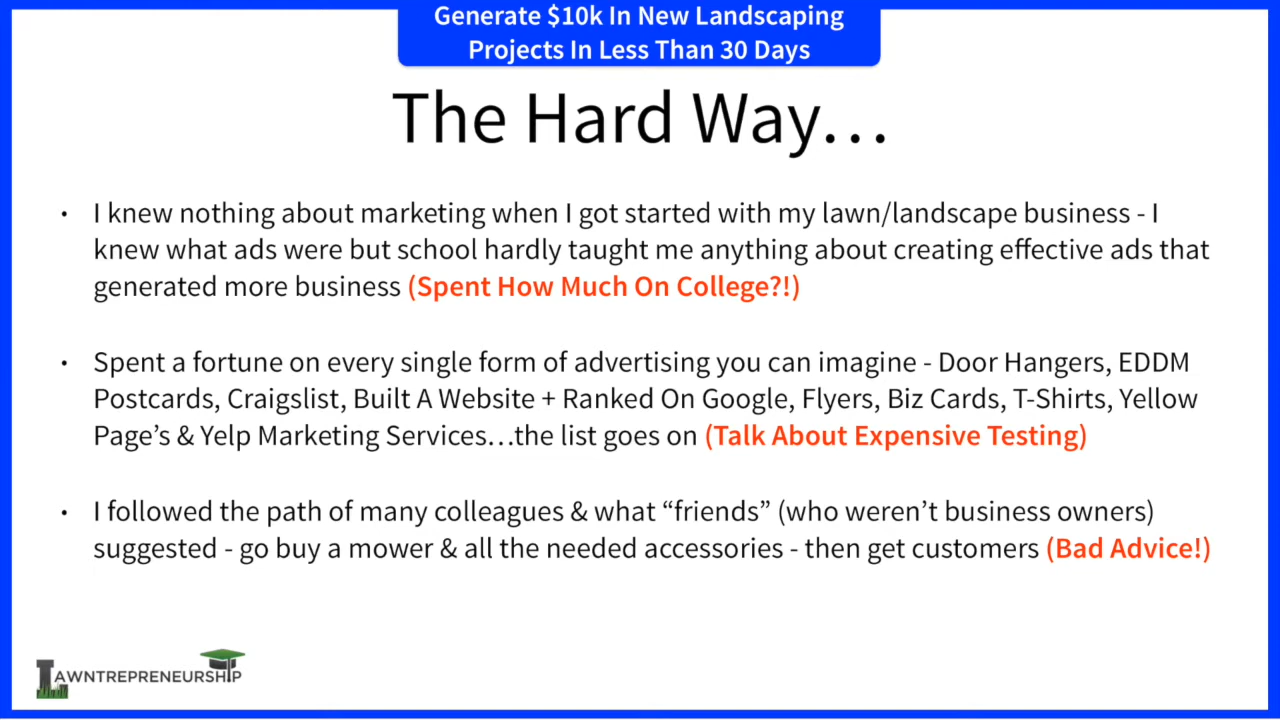 Generate $10k In New Landscaping
Projects In Less Than 30 Days
The Hard Way…
• I knew nothing about marketing when I got started with my lawn/landscape business - I
knew what ads were but school hardly taught me anything about creating effective ads that
generated more business (Spent How Much On College?!)
• Spent a fortune on every single form of advertising you can imagine - Door Hangers, EDDM
Postcards, Craigslist, Built A Website + Ranked On Google, Flyers, Biz Cards, T-Shirts, Yellow
Page’s & Yelp Marketing Services…the list goes on (Talk About Expensive Testing)
• I followed the path of many colleagues & what “friends” (who weren’t business owners)
suggested - go buy a mower & all the needed accessories - then get customers (Bad Advice!)
LAWNTREPRENEURSHIP